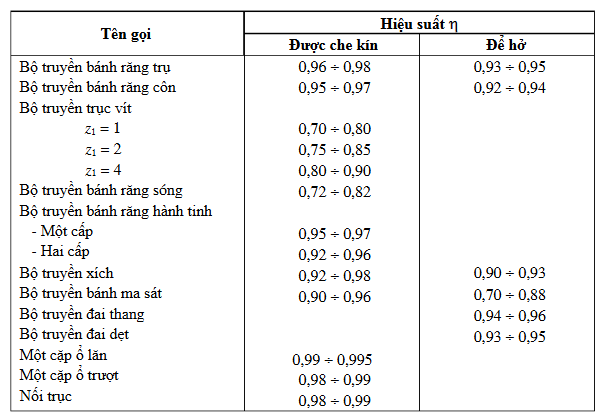 Tên gọi Hiệu suất η
Được che kín Để hở
Bộ truyền bánh răng trụ 0,96 ÷ 0,98 0,93 ÷ 0,95
Bộ truyền bánh răng côn 0,95 ÷ 0,97 0,92 ÷ 0,94
Bộ truyền trục vít
z1 = 1 0,70 ÷ 0,80
z1 = 2 0,75 ÷ 0,85
z1 = 4 0,80 ÷ 0,90
Bộ truyền bánh răng sóng 0,72 ÷ 0,82
Bộ truyền bánh răng hành tinh
- Một cấp 0,95 ÷ 0,97
- Hai cấp 0,92 ÷ 0,96
Bộ truyền xích 0,92 ÷ 0,98 0,90 ÷ 0,93
Bộ truyền bánh ma sát 0,90 ÷ 0,96 0,70 ÷ 0,88
Bộ truyền đai thang 0,94 ÷ 0,96
Bộ truyền đai dẹt 0,93 ÷ 0,95
Một cặp ổ lăn 0,99 ÷ 0,995
Một cặp ổ trượt 0,98 ÷ 0,99
Nối trục 0,98 ÷ 0,99